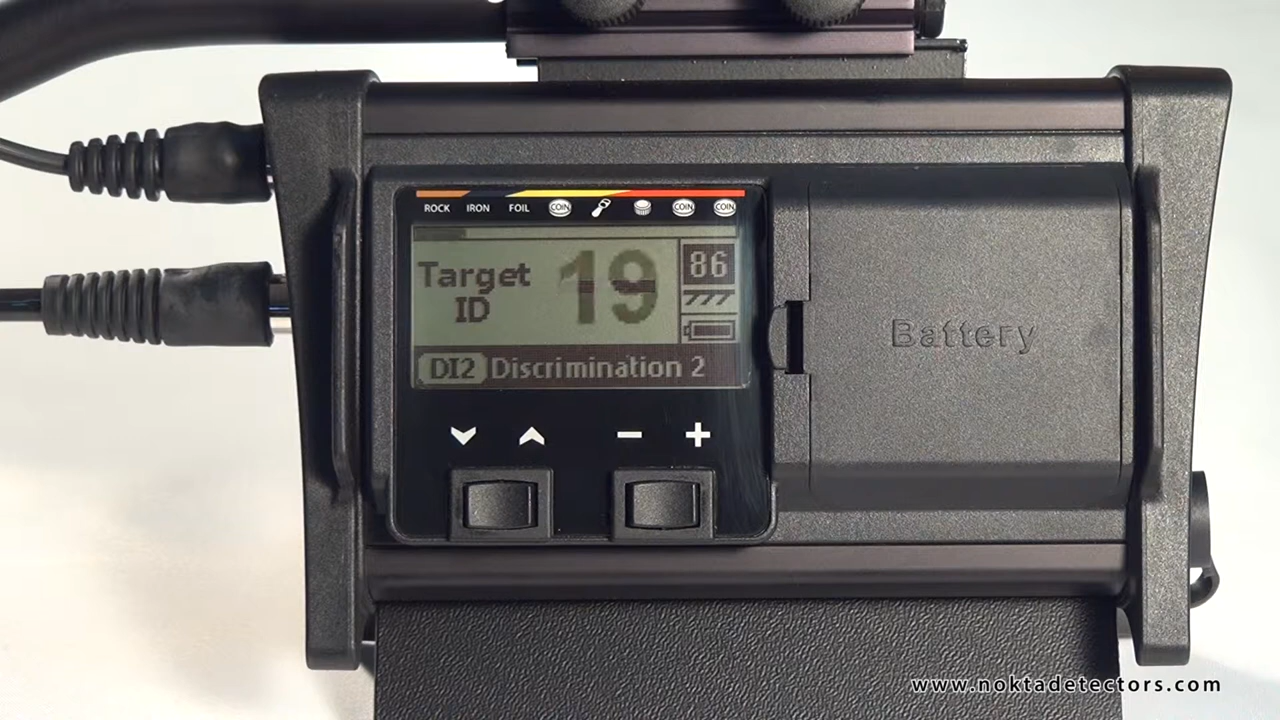 ROCK IRON FOIL COIN COIN COIN
Target ID 19
86
DI2 Discrimination 2
Battery
www.noktadetectors.com